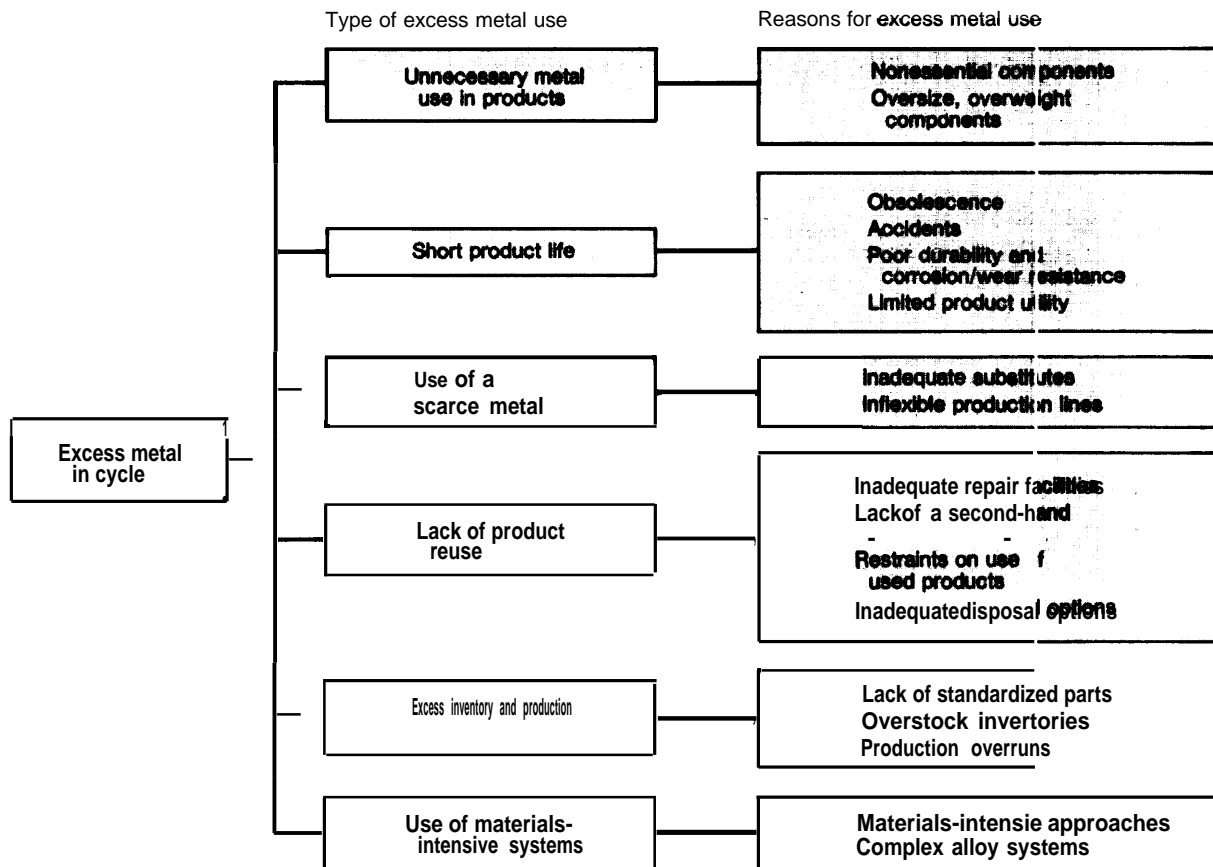 Type of excess metal use
Reasons for excess metal use
Unnecessary metal
use in products
Nonessential components
Oversize, overweight
components
Short product life
Obsolescence
Accidents
Poor durability and
corrosion/wear resistance
Limited product utility
Use of a
scarce metal
Inadequate substitutes
Inflexible production lines
Excess metal
in cycle
Lack of product
reuse
Inadequate repair facilities
Lackof a second-hand
Restraints on use f
used products
Inadequatedisposal options
Excess inventory and production
Lack of standardized parts
Overstock invertories
Production overruns
Use of materials-
intensive systems
Materials-intensie approaches
Complex alloy systems